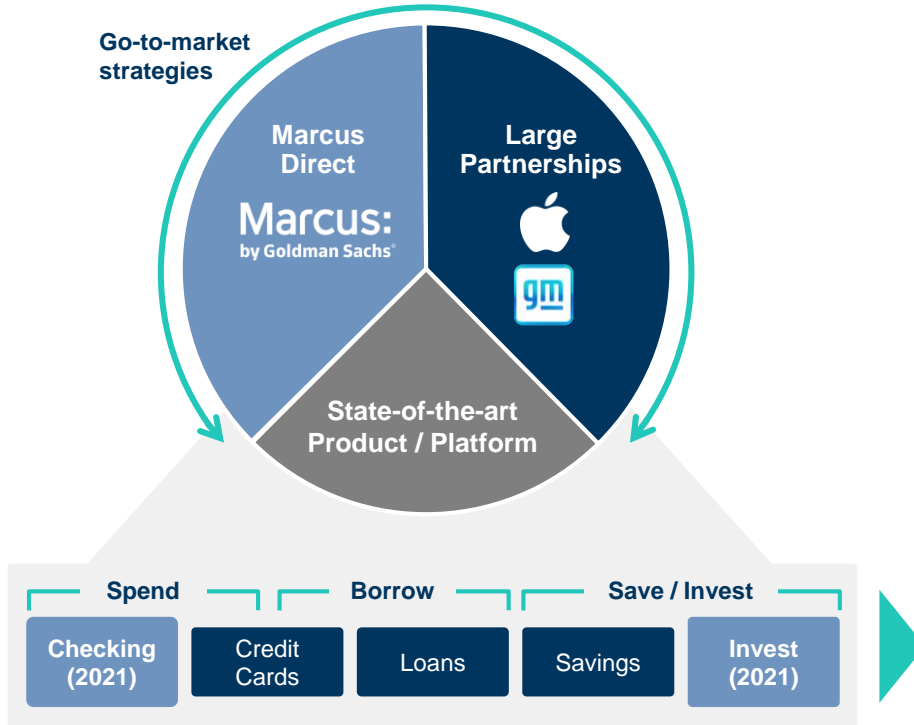 Go-to-market
strategies
Marcus
Direct
Marcus:
by Goldman Sachs®
Large
Partnerships
gm
State-of-the-art
Product / Platform
Spend
Borrow
Save / Invest
Checking
(2021)
Credit
Cards
Loans
Savings
Invest
(2021)